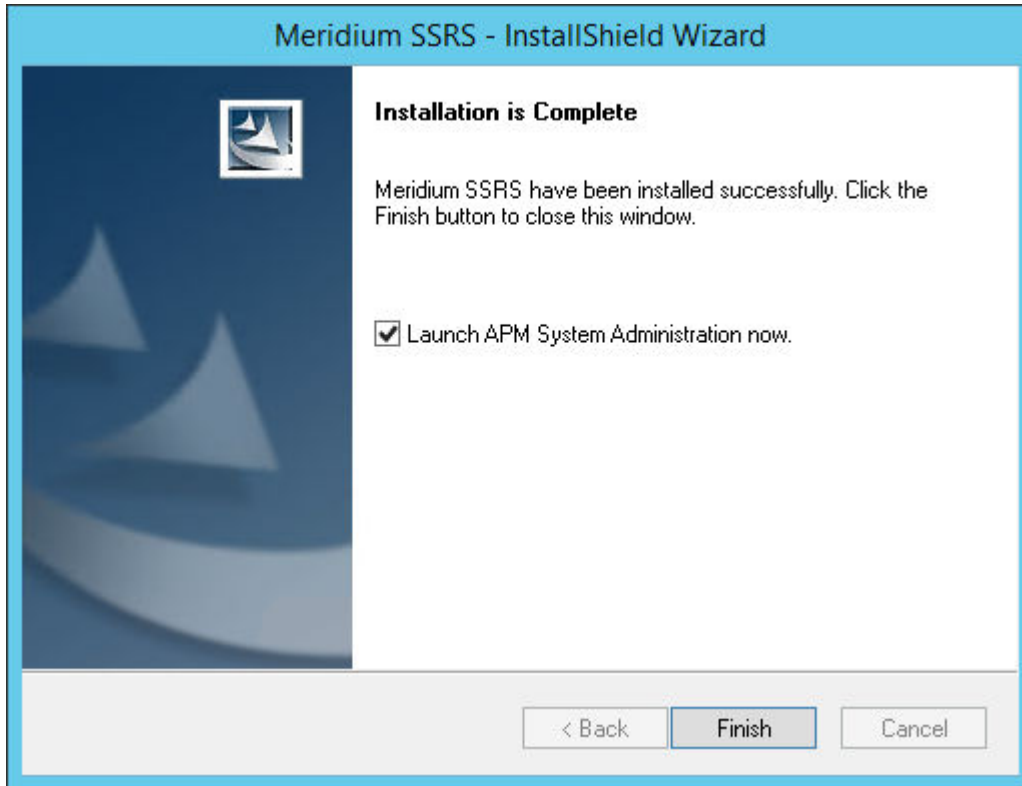 Meridium SSRS - InstallShield Wizard
Installation is Complete
Meridium SSRS have been installed successfully. Click the
Finish button to close this window.
Launch APM System Administration now.
< Back
Finish
Cancel